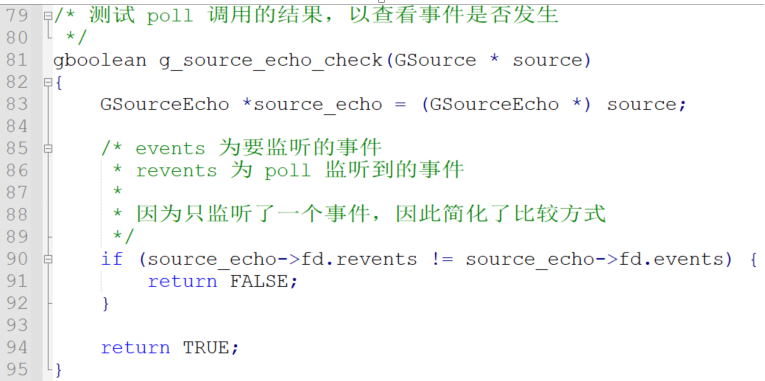 79 /* 测试 poll 调用的结果，以查看事件是否发生
80  */
81 gboolean g_source_echo_check(GSource * source)
82 {
83     GSourceEcho *source_echo = (GSourceEcho *) source;
84
85     /* events 为要监听的事件
86      * revents 为 poll 监听到的事件
87      *
88      * 因为只监听了一个事件，因此简化了比较方式
89      */
90     if (source_echo->fd.revents != source_echo->fd.events) {
91         return FALSE;
92     }
93
94     return TRUE;
95 }